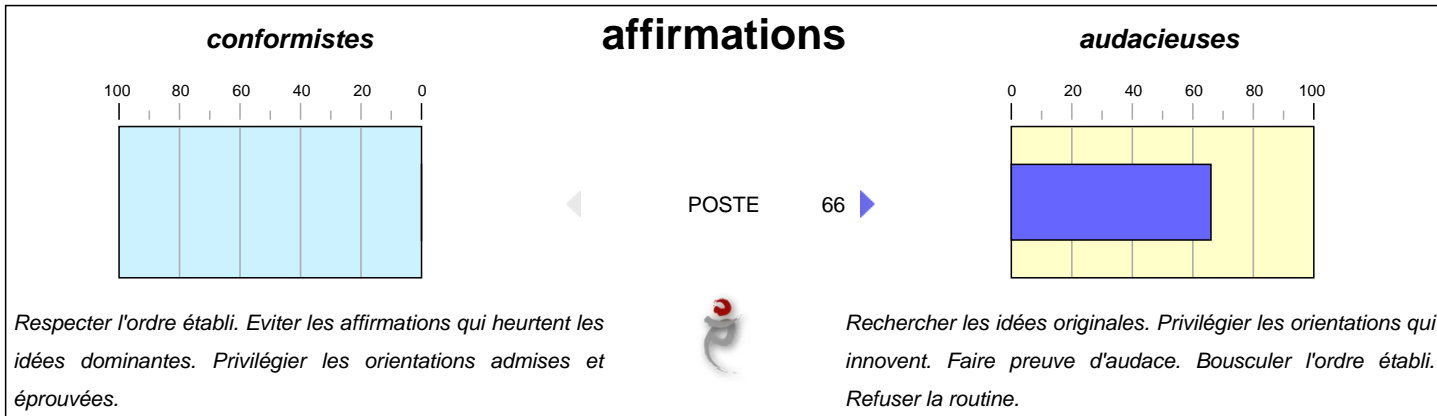 affirmations
conformistes
audacieuses
100 80 60 40 20 0
0 20 40 60 80 100
POSTE 66
Respecter l'ordre établi. Eviter les affirmations qui heurtent les
idées dominantes. Privilégier les orientations admises et
éprouvées.
Rechercher les idées originales. Privilégier les orientations qui
innovent. Faire preuve d'audace. Bousculer l'ordre établi.
Refuser la routine.